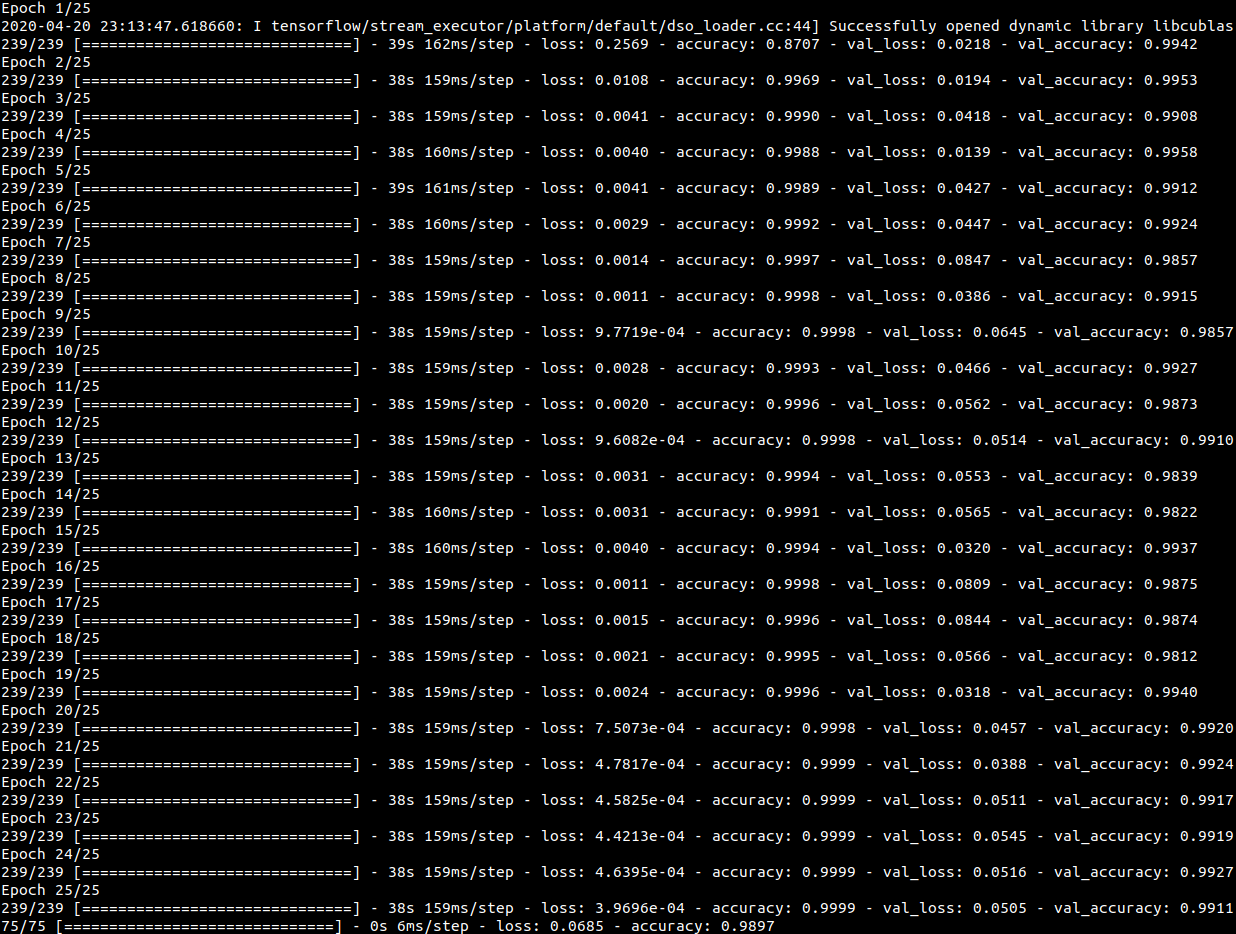 Epoch 1/25
2020-04-20 23:13:47.618660: I tensorflow/stream_executor/platform/default/dso_loader.cc:44] Successfully opened dynamic library libcublas
239/239 [==============================] - 39s 162ms/step - loss: 0.2569 - accuracy: 0.8707 - val_loss: 0.0218 - val_accuracy: 0.9942
Epoch 2/25
239/239 [==============================] - 38s 159ms/step - loss: 0.0108 - accuracy: 0.9969 - val_loss: 0.0194 - val_accuracy: 0.9953
Epoch 3/25
239/239 [==============================] - 38s 159ms/step - loss: 0.0041 - accuracy: 0.9990 - val_loss: 0.0418 - val_accuracy: 0.9908
Epoch 4/25
239/239 [==============================] - 38s 160ms/step - loss: 0.0040 - accuracy: 0.9988 - val_loss: 0.0139 - val_accuracy: 0.9958
Epoch 5/25
239/239 [==============================] - 39s 161ms/step - loss: 0.0041 - accuracy: 0.9989 - val_loss: 0.0427 - val_accuracy: 0.9912
Epoch 6/25
239/239 [==============================] - 38s 160ms/step - loss: 0.0029 - accuracy: 0.9992 - val_loss: 0.0447 - val_accuracy: 0.9924
Epoch 7/25
239/239 [==============================] - 38s 159ms/step - loss: 0.0014 - accuracy: 0.9997 - val_loss: 0.0847 - val_accuracy: 0.9857
Epoch 8/25
239/239 [==============================] - 38s 159ms/step - loss: 0.0011 - accuracy: 0.9998 - val_loss: 0.0386 - val_accuracy: 0.9915
Epoch 9/25
239/239 [==============================] - 38s 159ms/step - loss: 9.7719e-04 - accuracy: 0.9998 - val_loss: 0.0645 - val_accuracy: 0.9857
Epoch 10/25
239/239 [==============================] - 38s 159ms/step - loss: 0.0028 - accuracy: 0.9993 - val_loss: 0.0466 - val_accuracy: 0.9927
Epoch 11/25
239/239 [==============================] - 38s 159ms/step - loss: 0.0020 - accuracy: 0.9996 - val_loss: 0.0562 - val_accuracy: 0.9873
Epoch 12/25
239/239 [==============================] - 38s 159ms/step - loss: 9.6082e-04 - accuracy: 0.9998 - val_loss: 0.0514 - val_accuracy: 0.9910
Epoch 13/25
239/239 [==============================] - 38s 159ms/step - loss: 0.0031 - accuracy: 0.9994 - val_loss: 0.0553 - val_accuracy: 0.9839
Epoch 14/25
239/239 [==============================] - 38s 160ms/step - loss: 0.0031 - accuracy: 0.9991 - val_loss: 0.0565 - val_accuracy: 0.9822
Epoch 15/25
239/239 [==============================] - 38s 160ms/step - loss: 0.0040 - accuracy: 0.9994 - val_loss: 0.0320 - val_accuracy: 0.9937
Epoch 16/25
239/239 [==============================] - 38s 159ms/step - loss: 0.0011 - accuracy: 0.9998 - val_loss: 0.0809 - val_accuracy: 0.9875
Epoch 17/25
239/239 [==============================] - 38s 159ms/step - loss: 0.0015 - accuracy: 0.9996 - val_loss: 0.0844 - val_accuracy: 0.9874
Epoch 18/25
239/239 [==============================] - 38s 159ms/step - loss: 0.0021 - accuracy: 0.9995 - val_loss: 0.0566 - val_accuracy: 0.9812
Epoch 19/25
239/239 [==============================] - 38s 159ms/step - loss: 0.0024 - accuracy: 0.9996 - val_loss: 0.0318 - val_accuracy: 0.9940
Epoch 20/25
239/239 [==============================] - 38s 159ms/step - loss: 7.5073e-04 - accuracy: 0.9998 - val_loss: 0.0457 - val_accuracy: 0.9920
Epoch 21/25
239/239 [==============================] - 38s 159ms/step - loss: 4.7817e-04 - accuracy: 0.9999 - val_loss: 0.0388 - val_accuracy: 0.9924
Epoch 22/25
239/239 [==============================] - 38s 159ms/step - loss: 4.5825e-04 - accuracy: 0.9999 - val_loss: 0.0511 - val_accuracy: 0.9917
Epoch 23/25
239/239 [==============================] - 38s 159ms/step - loss: 4.4213e-04 - accuracy: 0.9999 - val_loss: 0.0545 - val_accuracy: 0.9919
Epoch 24/25
239/239 [==============================] - 38s 159ms/step - loss: 4.6395e-04 - accuracy: 0.9999 - val_loss: 0.0516 - val_accuracy: 0.9927
Epoch 25/25
239/239 [==============================] - 38s 159ms/step - loss: 3.9696e-04 - accuracy: 0.9999 - val_loss: 0.0505 - val_accuracy: 0.9911
75/75 [==============================] - 0s 6ms/step - loss: 0.0685 - accuracy: 0.9897